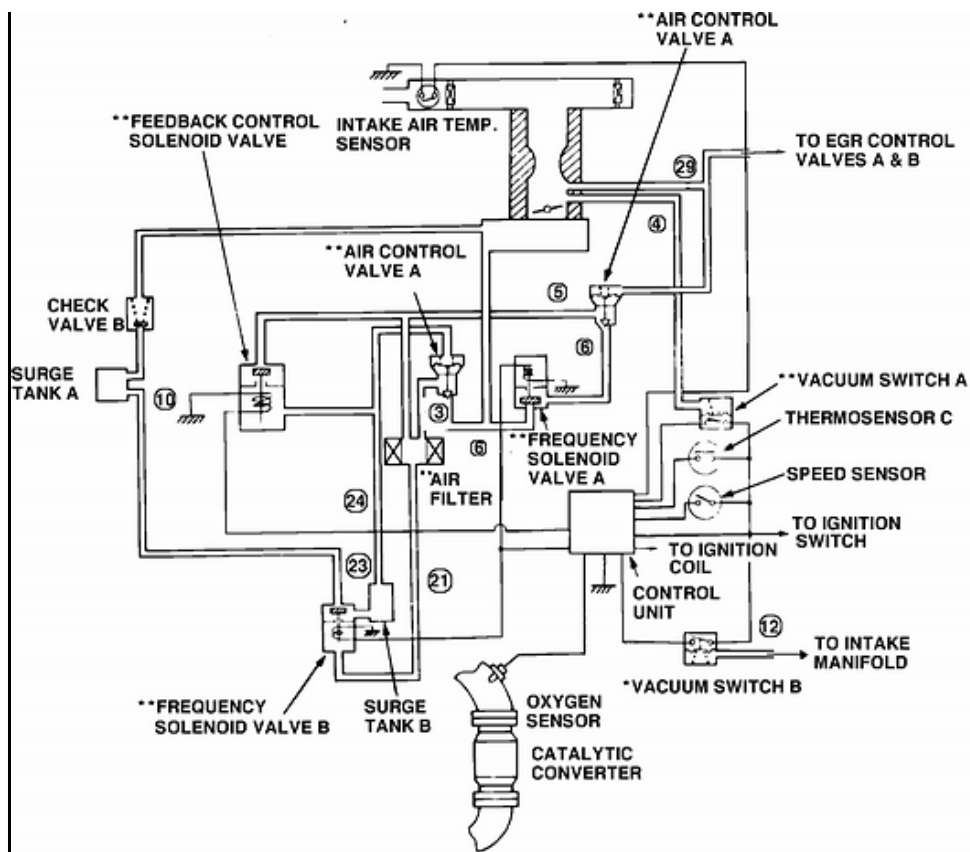 **AIR CONTROL
VALVE A
INTAKE AIR TEMP.
SENSOR
**FEEDBACK CONTROL
SOLENOID VALVE
TO EGR CONTROL
VALVES A & B
29
4
**AIR CONTROL
VALVE A
5
CHECK
VALVE B
6
SURGE
TANK A
10
3
6
**FREQUENCY
SOLENOID
VALVE A
**VACUUM SWITCH A
THERMOSENSOR C
SPEED SENSOR
**AIR
FILTER
24
TO IGNITION
SWITCH
TO IGNITION
COIL
CONTROL
UNIT
23
21
12
TO INTAKE
MANIFOLD
*VACUUM SWITCH B
**FREQUENCY
SOLENOID VALVE B
SURGE
TANK B
OXYGEN
SENSOR
CATALYTIC
CONVERTER